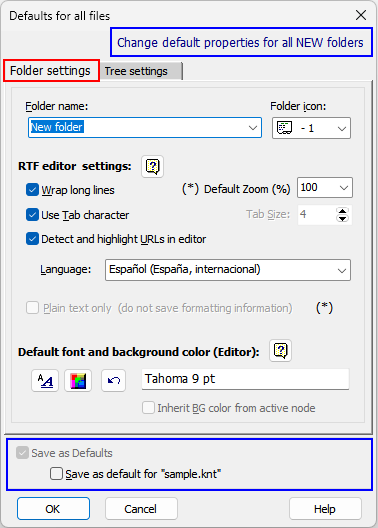 Defaults for all files
Change default properties for all NEW folders
Folder settings
Tree settings
Folder name:
Folder icon:
New folder
- 1
RTF editor settings:
Wrap long lines
(*) Default Zoom (%)
100
Use Tab character
Tab Size:
4
Detect and highlight URLs in editor
Language:
Español (España, internacional)
Plain text only (do not save formatting information)
(*)
Default font and background color (Editor):
Tahoma 9 pt
Inherit BG color from active node
Save as Defaults
Save as default for "sample.knt"
OK
Cancel
Help